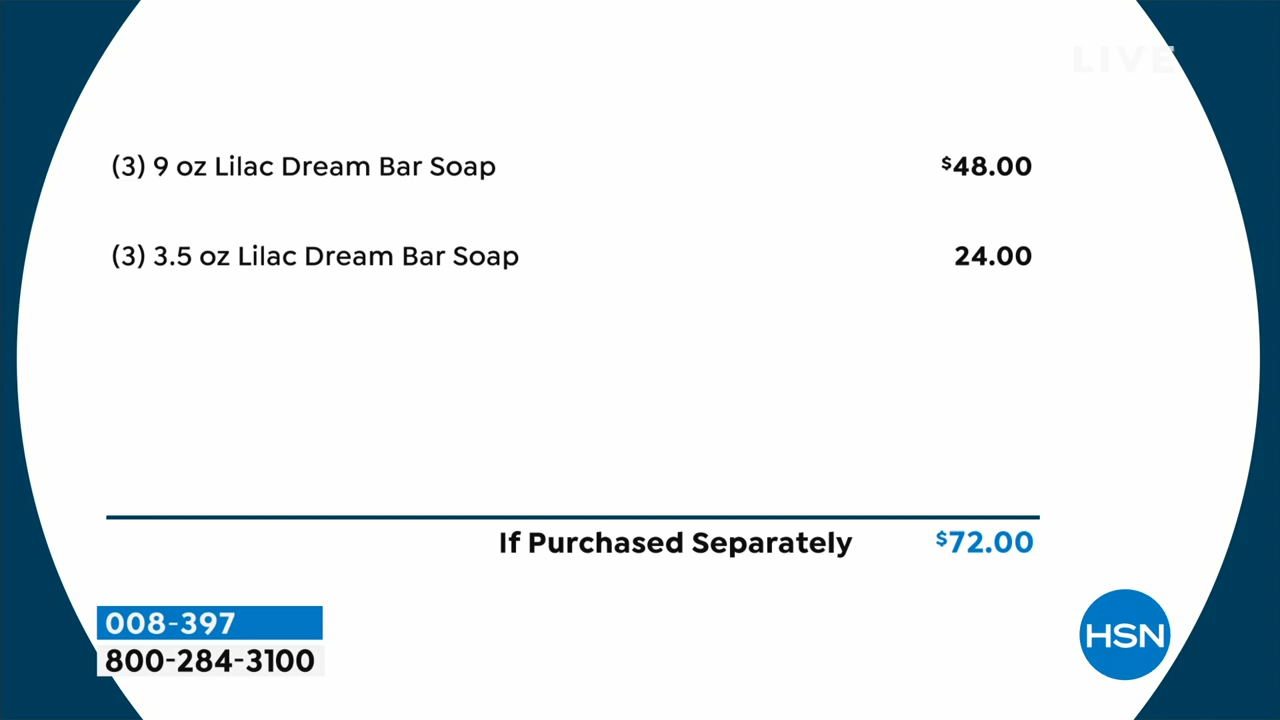 LIVE
(3) 9 oz Lilac Dream Bar Soap $48.00
(3) 3.5 oz Lilac Dream Bar Soap 24.00
If Purchased Separately $72.00
008-397
800-284-3100
HSN